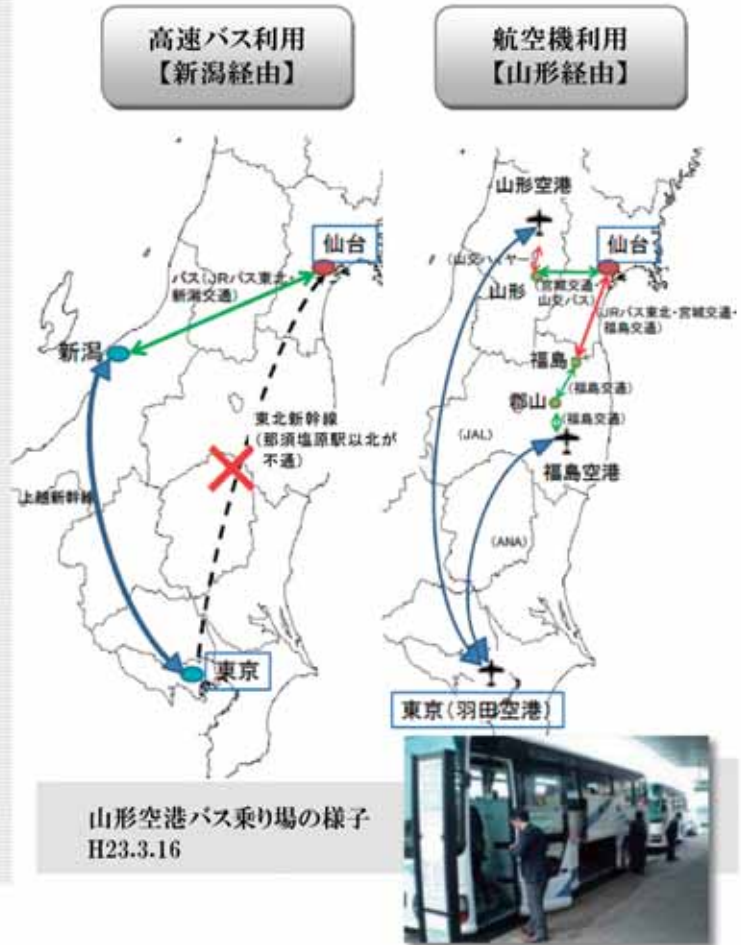 高速バス利用
【新潟経由】
航空機利用
【山形経由】
仙台
バス(JRバス東北・
新潟交通)
新潟
東北新幹線
(那須塩原駅以北が
不通)
上越新幹線
東京
山形空港
仙台
(山交ハイヤー)
山形
(宮城交通・
山交バス)
(JRバス東北・宮城交通・
福島交通)
福島
(福島交通)
郡山
(福島交通)
(JAL)
福島空港
(ANA)
東京(羽田空港)
山形空港バス乗り場の様子
H23.3.16